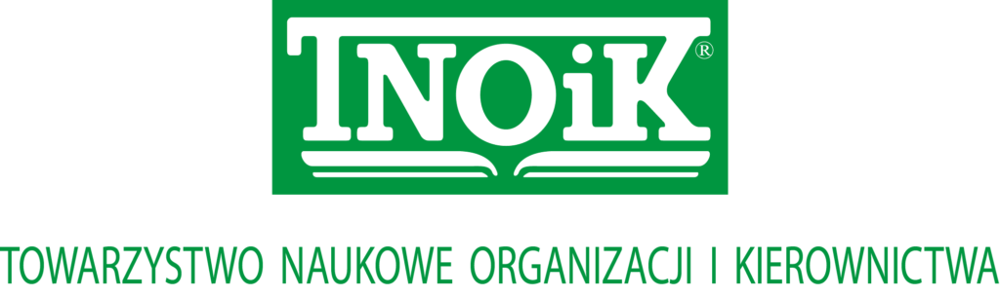 TNOiK®
TOWARZYSTWO NAUKOWE ORGANIZACJI I KIEROWNICTWA